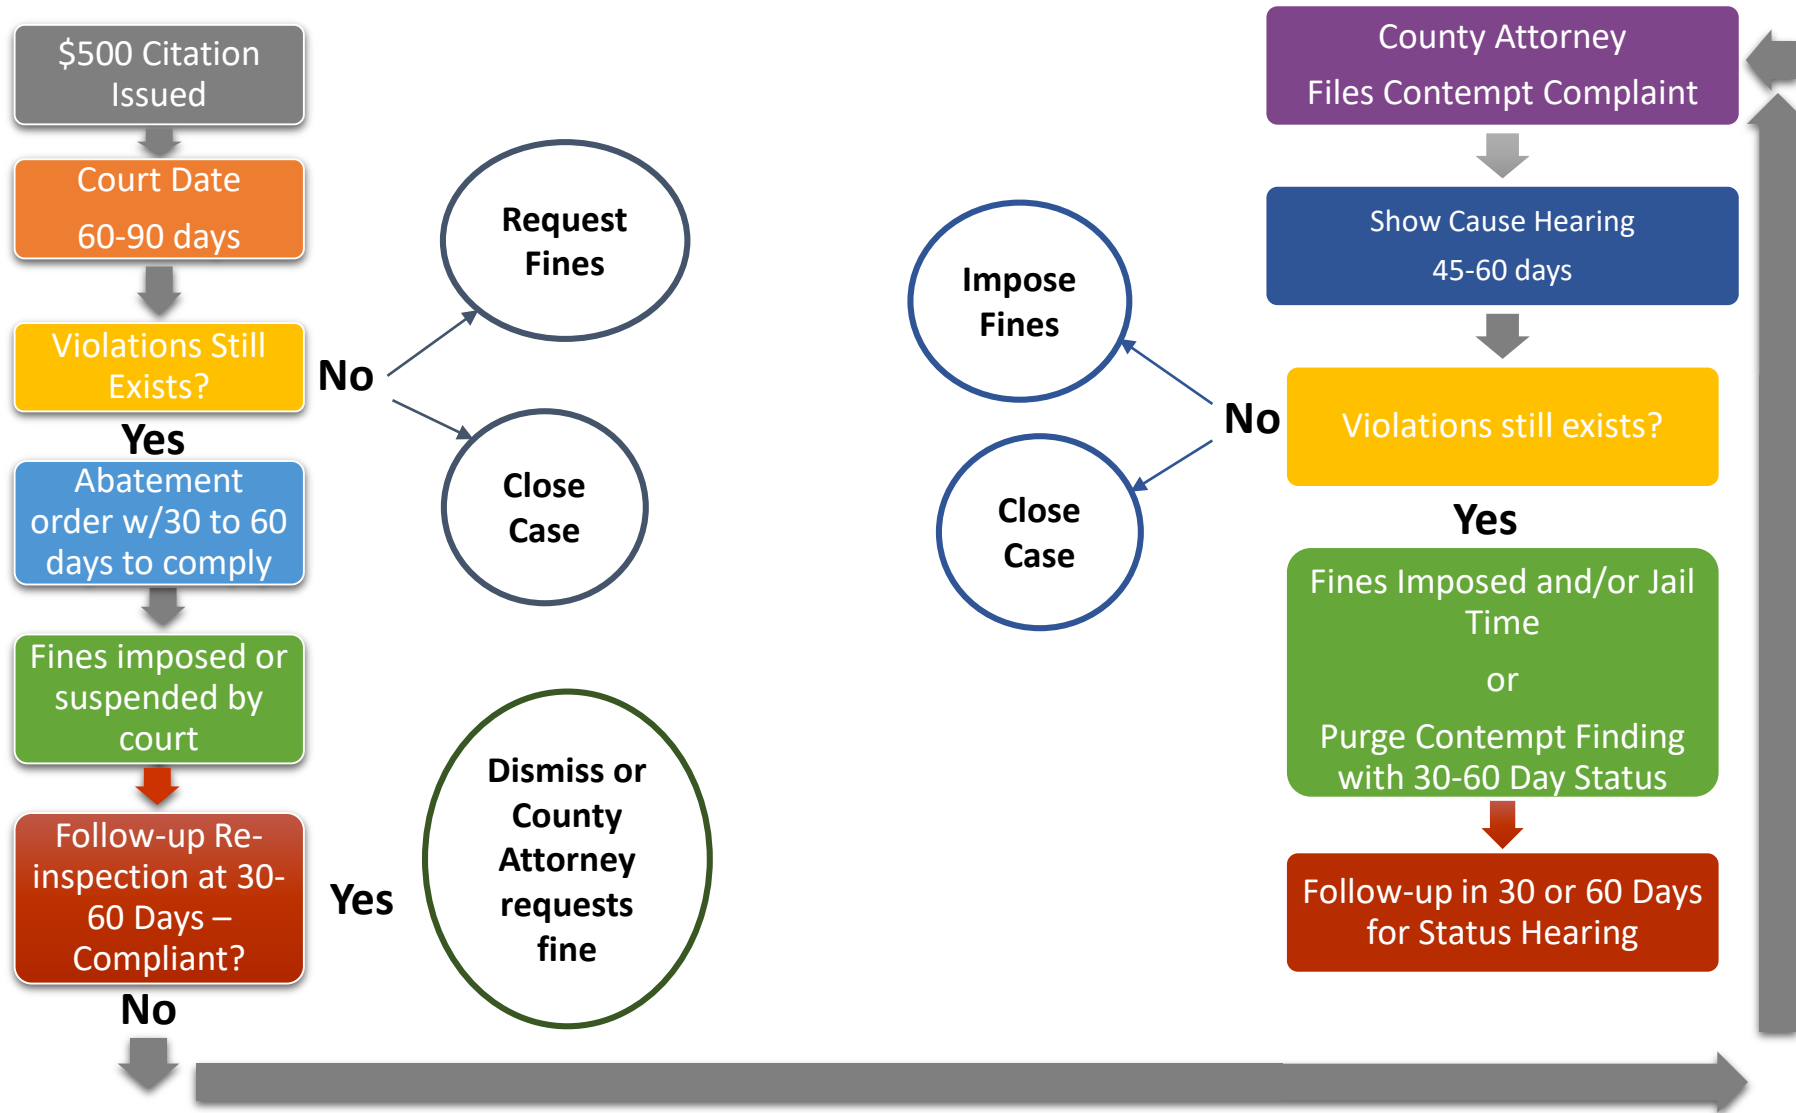 $500 Citation
Issued
Court Date
60-90 days
Violations Still
Exists?
No
Request
Fines
Close
Case
Yes
Abatement
order w/30 to 60
days to comply
Fines imposed or
suspended by
court
Follow-up Re-
inspection at 30-
60 Days –
Compliant?
Yes
Dismiss or
County
Attorney
requests
fine
No
County Attorney
Files Contempt Complaint
Show Cause Hearing
45-60 days
Violations still exists?
No
Impose
Fines
Close
Case
Yes
Fines Imposed and/or Jail
Time
or
Purge Contempt Finding
with 30-60 Day Status
Follow-up in 30 or 60 Days
for Status Hearing